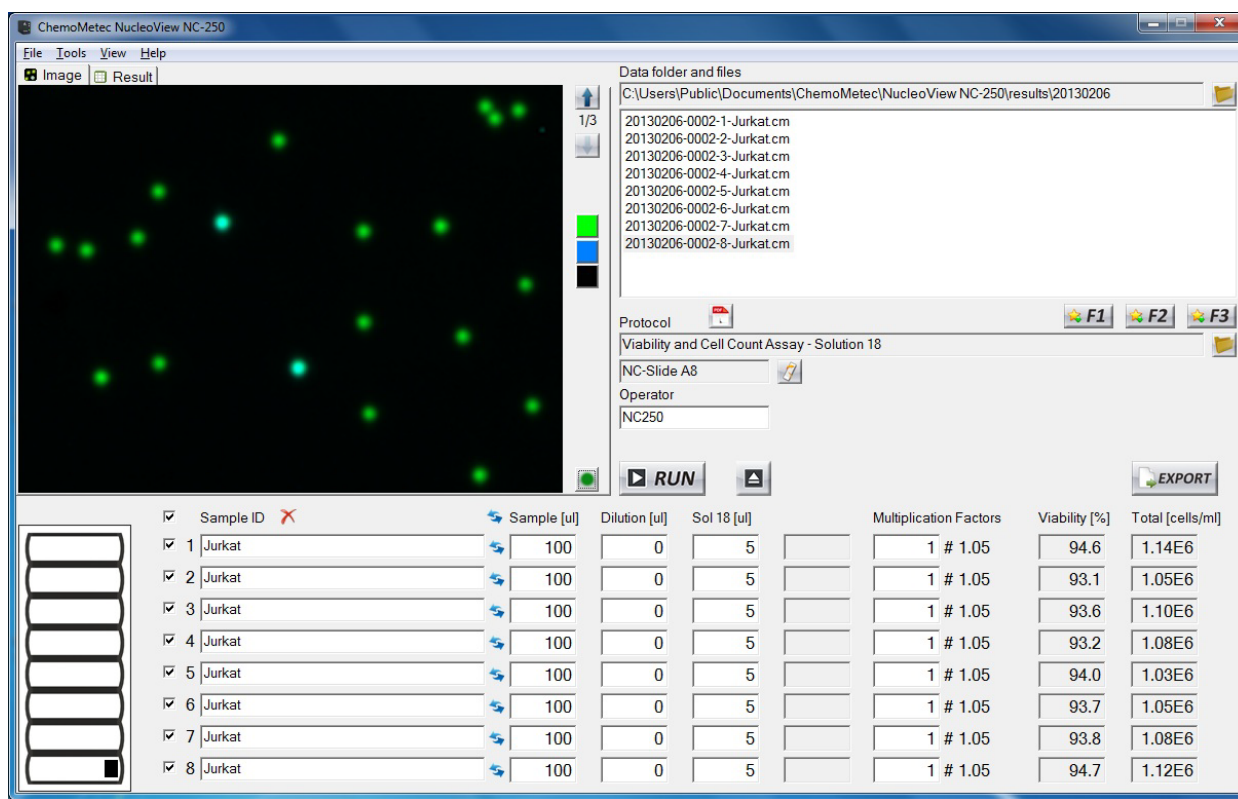 ChemoMetec NucleoView NC-250
File Tools View Help
Image Result
1/3
Data folder and files
C:\Users\Public\Documents\ChemoMetec\NucleoView NC-250\results\20130206
20130206-0002-1-Jurkat.cm
20130206-0002-2-Jurkat.cm
20130206-0002-3-Jurkat.cm
20130206-0002-4-Jurkat.cm
20130206-0002-5-Jurkat.cm
20130206-0002-6-Jurkat.cm
20130206-0002-7-Jurkat.cm
20130206-0002-8-Jurkat.cm
Protocol F1 F2 F3
Viability and Cell Count Assay - Solution 18
NC-Slide A8
Operator
NC250
RUN EXPORT
Sample ID Sample [ul] Dilution [ul] Sol 18 [ul] Multiplication Factors Viability [%] Total [cells/ml]
1 Jurkat 100 0 5 1 # 1.05 94.6 1.14E6
2 Jurkat 100 0 5 1 # 1.05 93.1 1.05E6
3 Jurkat 100 0 5 1 # 1.05 93.6 1.10E6
4 Jurkat 100 0 5 1 # 1.05 93.2 1.08E6
5 Jurkat 100 0 5 1 # 1.05 94.0 1.03E6
6 Jurkat 100 0 5 1 # 1.05 93.7 1.05E6
7 Jurkat 100 0 5 1 # 1.05 93.8 1.08E6
8 Jurkat 100 0 5 1 # 1.05 94.7 1.12E6